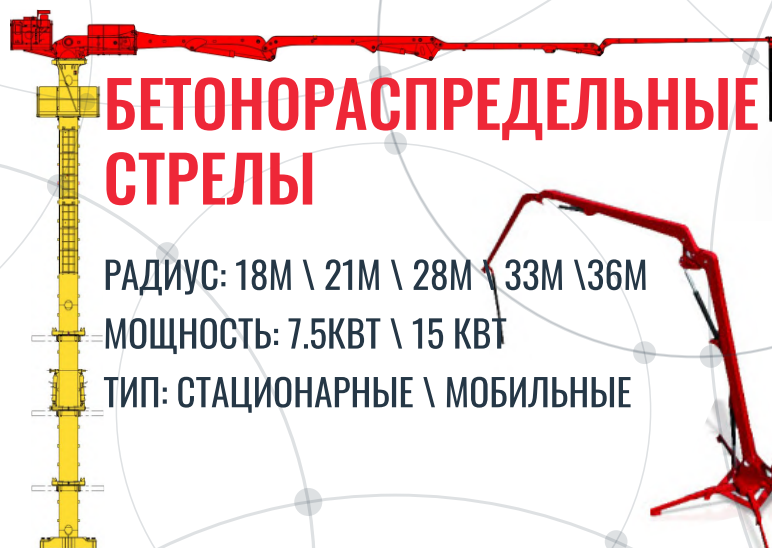 БЕТОНОРАСПРЕДЕЛЬНЫЕ
СТРЕЛЫ
РАДИУС: 18М \ 21М \ 28М \ 33М \36М
МОЩНОСТЬ: 7.5КВТ \ 15 КВТ
ТИП: СТАЦИОНАРНЫЕ \ МОБИЛЬНЫЕ